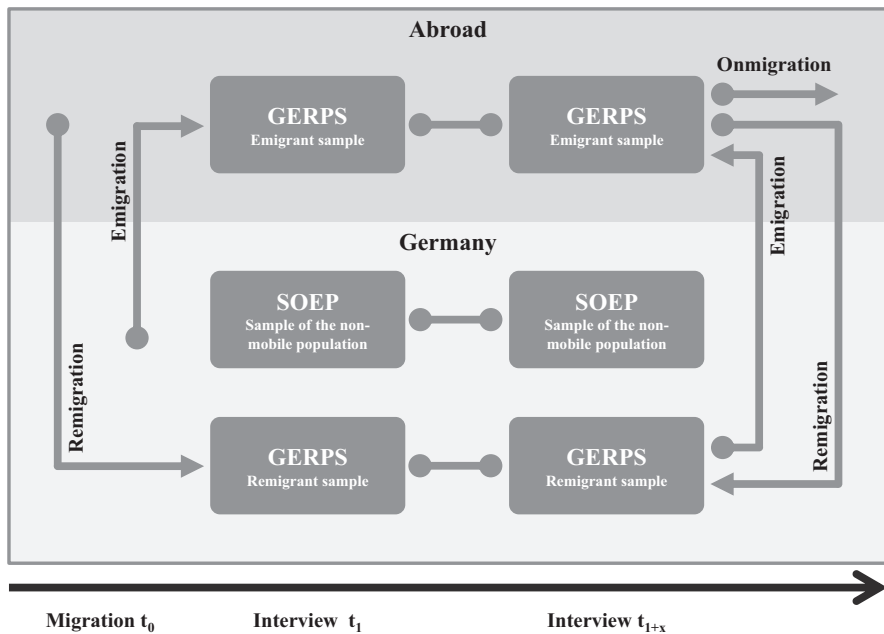 Abroad
Onmigration
GERPS
Emigrant sample
GERPS
Emigrant sample
Emigration
Emigration
Germany
SOEP
Sample of the non-
mobile population
SOEP
Sample of the non-
mobile population
Remigration
Remigration
GERPS
Remigrant sample
GERPS
Remigrant sample
Migration t0
Interview t1
Interview t1+x